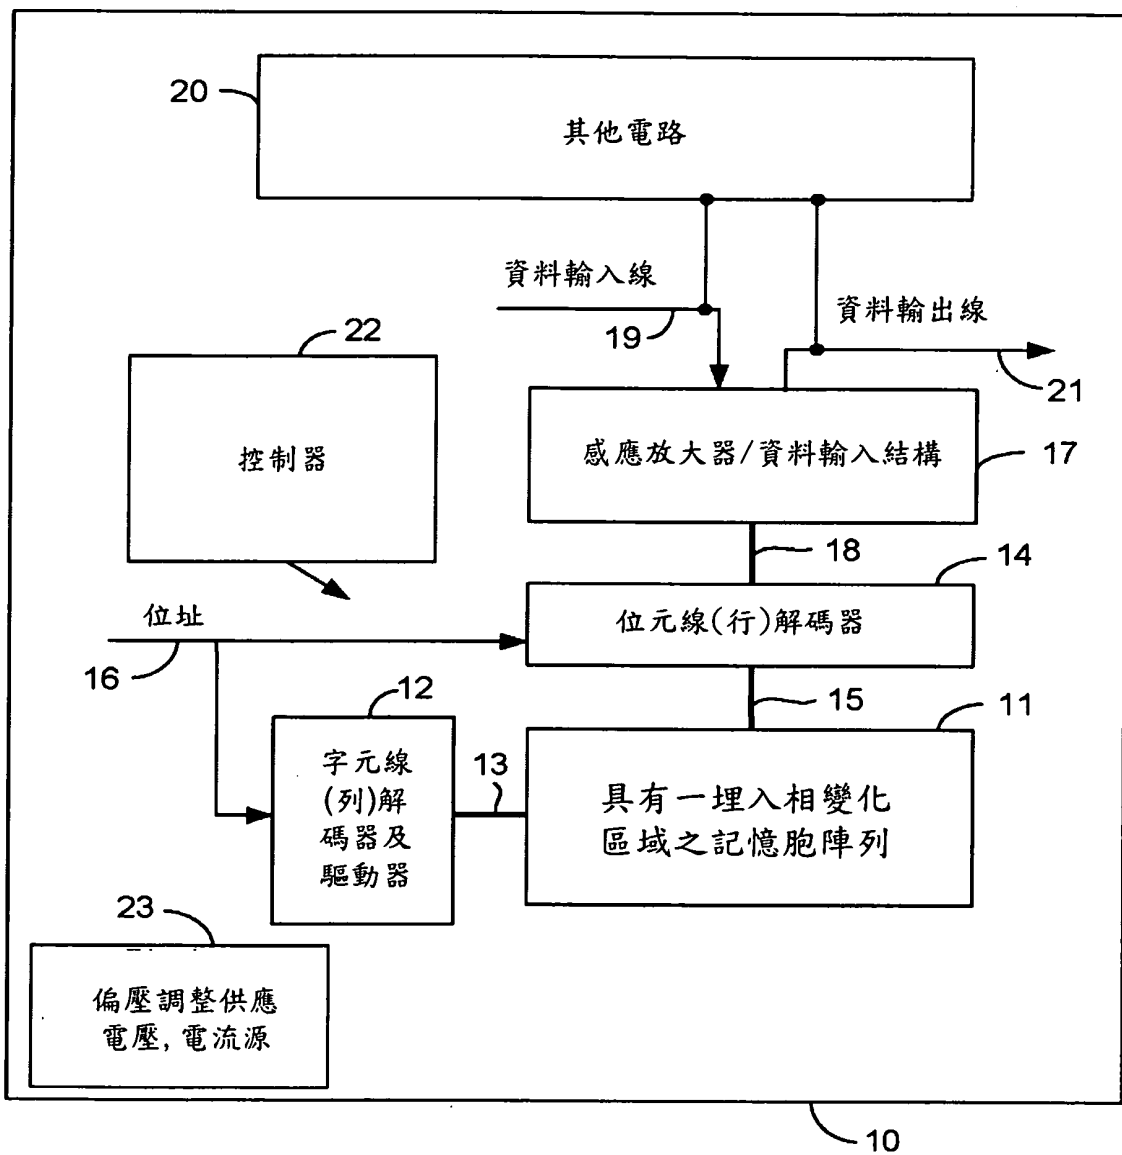 20
其他電路
資料輸入線
19
資料輸出線
21
22
控制器
感應放大器/資料輸入結構
17
18
14
位元線(行)解碼器
位址
16
15
12
字元線
(列)解
碼器及
驅動器
13
11
具有一埋入相變化
區域之記憶胞陣列
23
偏壓調整供應
電壓, 電流源
10